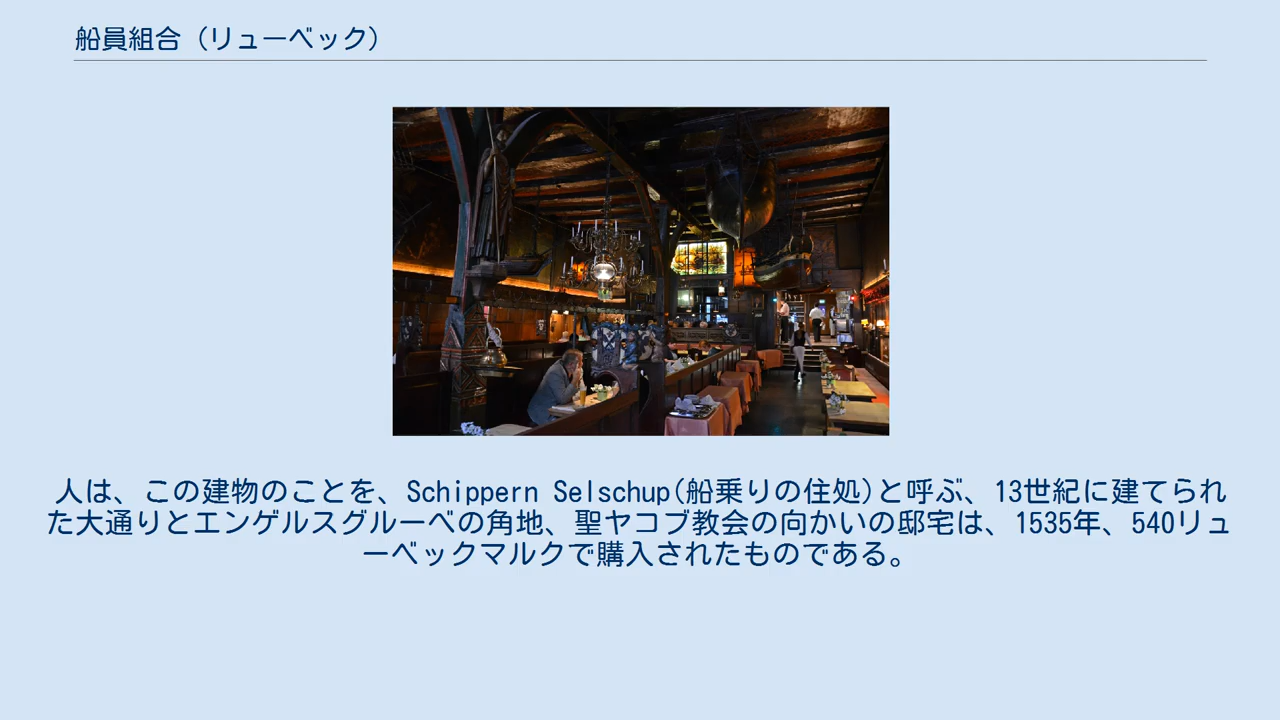 船員組合（リューベック）
人は、この建物のことを、Schippern Selschup(船乗りの住処)と呼ぶ、13世紀に建てられ
た大通りとエンゲルスグルーベの角地、聖ヤコブ教会の向かいの邸宅は、1535年、540リュ
ーベックマルクで購入されたものである。